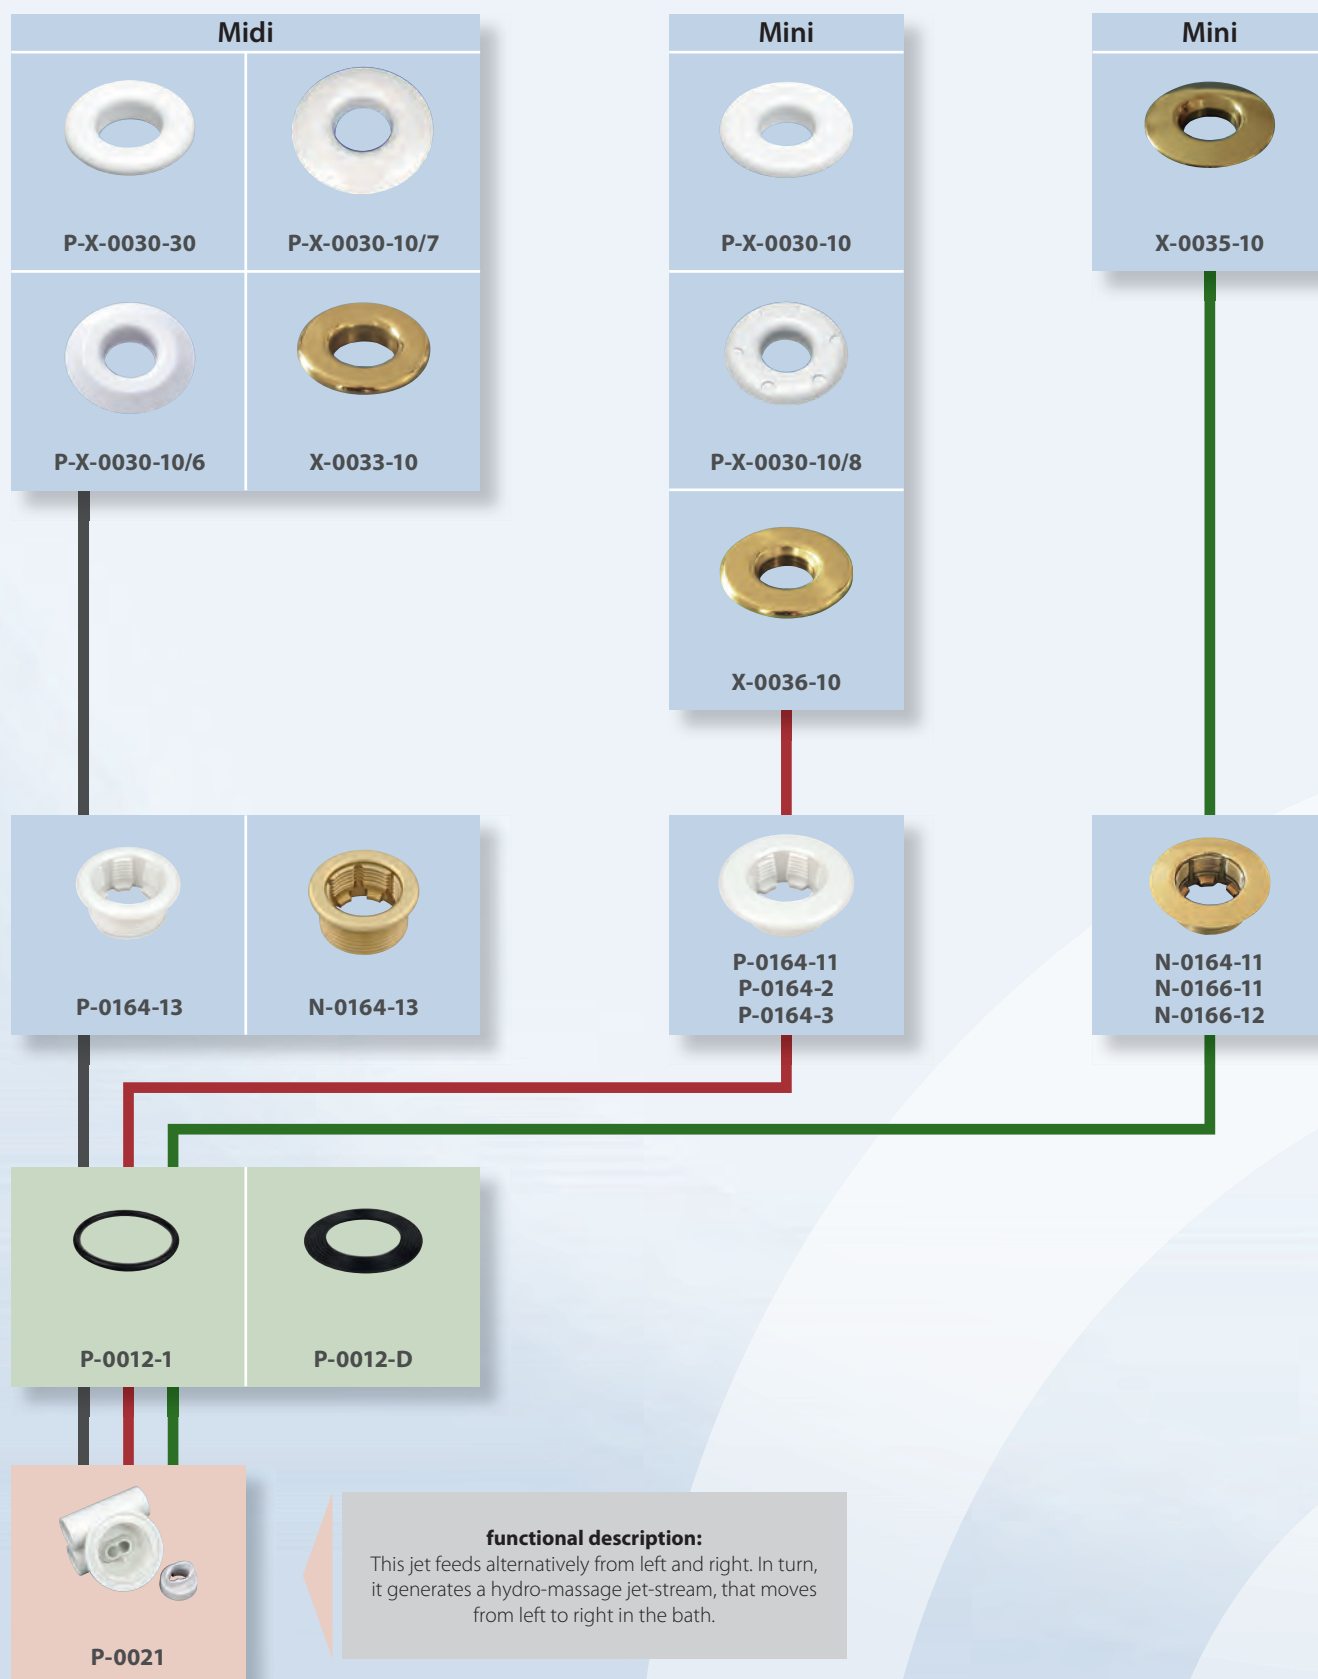 Midi
Mini
Mini
P-X-0030-30
P-X-0030-10/7
P-X-0030-10
X-0035-10
P-X-0030-10/6
X-0033-10
P-X-0030-10/8
X-0036-10
P-0164-13
N-0164-13
P-0164-11
P-0164-2
P-0164-3
N-0164-11
N-0166-11
N-0166-12
P-0012-1
P-0012-D
P-0021
functional description:
This jet feeds alternatively from left and right. In turn,
it generates a hydro-massage jet-stream, that moves
from left to right in the bath.